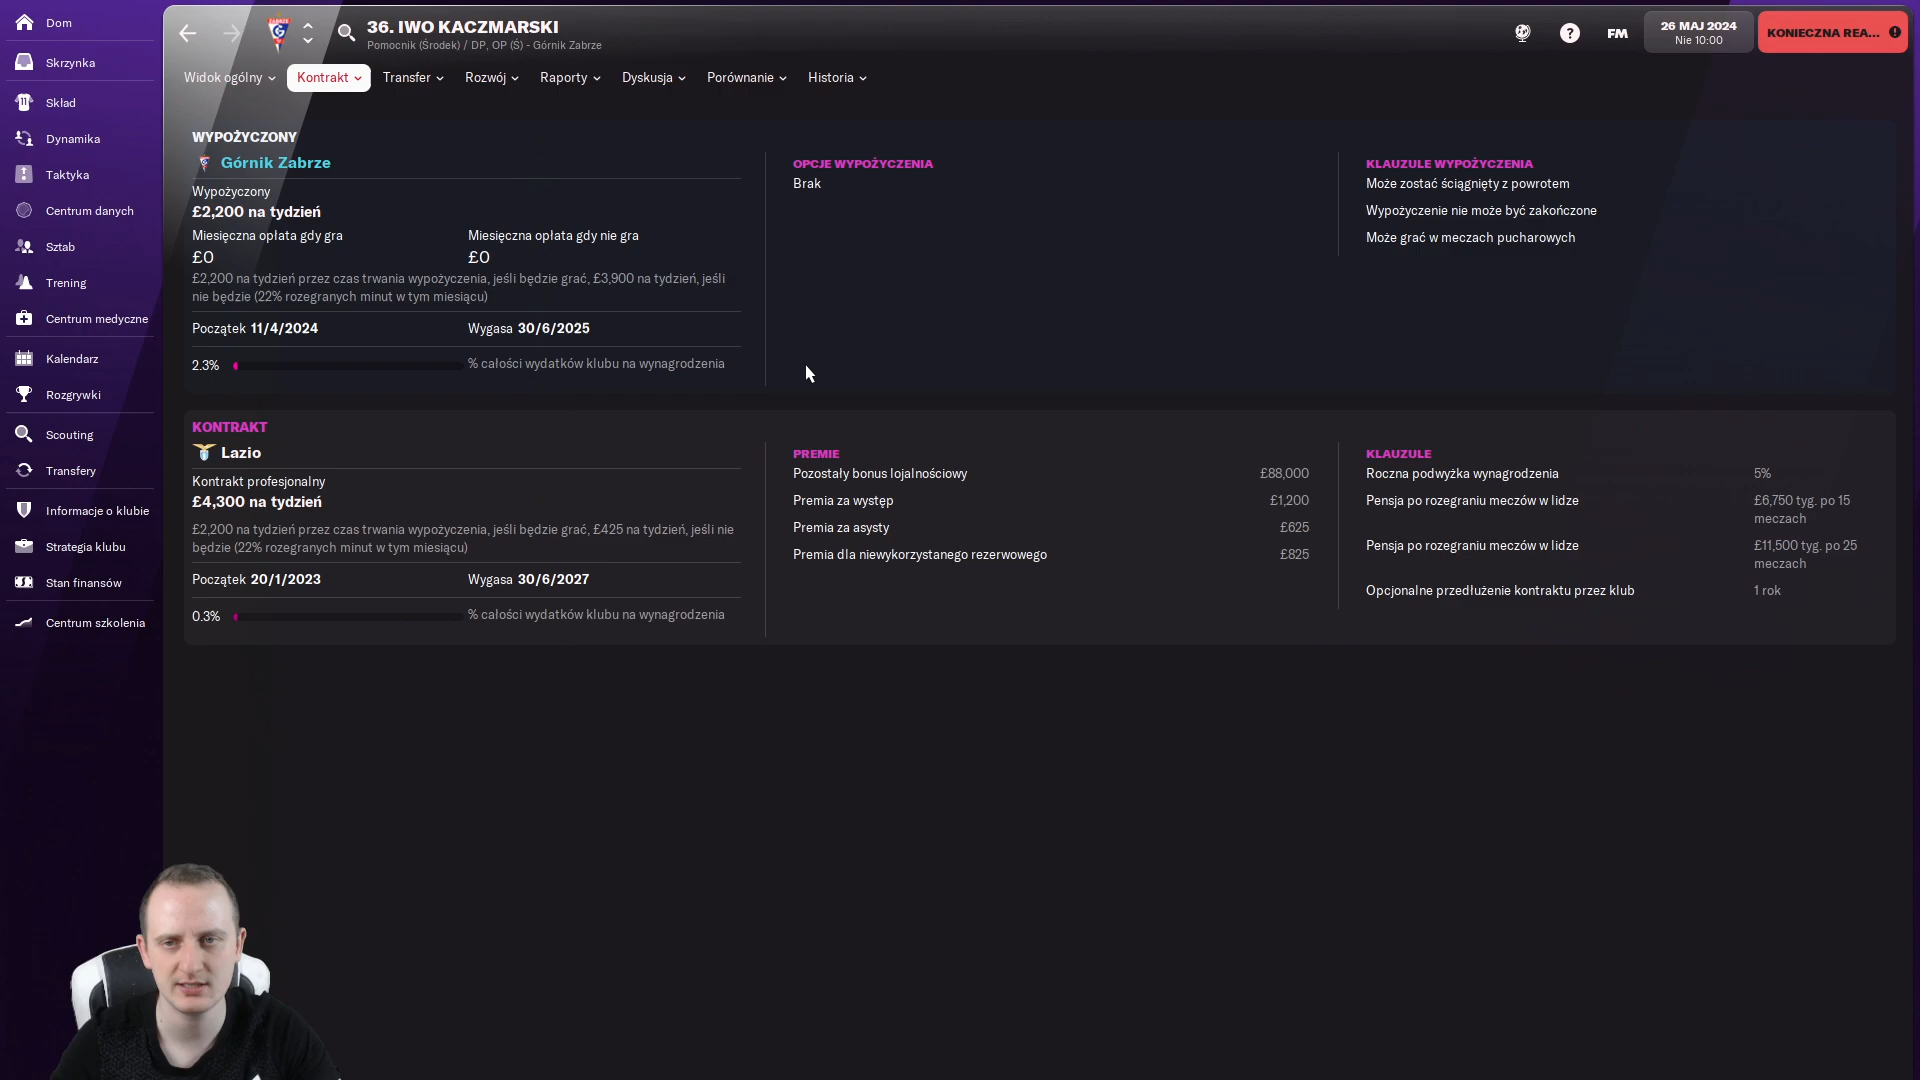 Dom
Skrzynka
Skład
Dynamika
Taktyka
Centrum danych
Sztab
Trening
Centrum medyczne
Kalendarz
Rozgrywki
Scouting
Transfery
Informacje o klubie
Strategia klubu
Stan finansów
Centrum szkolenia
36. IWO KACZMARSKI
Pomocnik (Środek) / DP, OP (Ś) - Górnik Zabrze
FM
26 MAJ 2024
Nie 10:00
KONIECZNA REA...
Widok ogólny
Kontrakt
Transfer
Rozwój
Raporty
Dyskusja
Porównanie
Historia
WYPOŻYCZONY
Górnik Zabrze
Wypożyczony
£2,200 na tydzień
Miesięczna opłata gdy gra
Miesięczna opłata gdy nie gra
£0
£0
£2,200 na tydzień przez czas trwania wypożyczenia, jeśli będzie grać, £3,900 na tydzień, jeśli
nie będzie (22% rozegranych minut w tym miesiącu)
Początek 11/4/2024
Wygasa 30/6/2025
2.3%
% całości wydatków klubu na wynagrodzenia
OPCJE WYPOŻYCZENIA
Brak
KLAUZULE WYPOŻYCZENIA
Może zostać ściągnięty z powrotem
Wypożyczenie nie może być zakończone
Może grać w meczach pucharowych
KONTRAKT
Lazio
Kontrakt profesjonalny
£4,300 na tydzień
£2,200 na tydzień przez czas trwania wypożyczenia, jeśli będzie grać, £425 na tydzień, jeśli nie
będzie (22% rozegranych minut w tym miesiącu)
Początek 20/1/2023
Wygasa 30/6/2027
0.3%
% całości wydatków klubu na wynagrodzenia
PREMIE
Pozostały bonus lojalnościowy £88,000
Premia za występ £1,200
Premia za asysty £625
Premia dla niewykorzystanego rezerwowego £825
KLAUZULE
Roczna podwyżka wynagrodzenia 5%
Pensja po rozegraniu meczów w lidze £6,750 tyg. po 15
meczach
Pensja po rozegraniu meczów w lidze £11,500 tyg. po 25
meczach
Opcjonalne przedłużenie kontraktu przez klub 1 rok